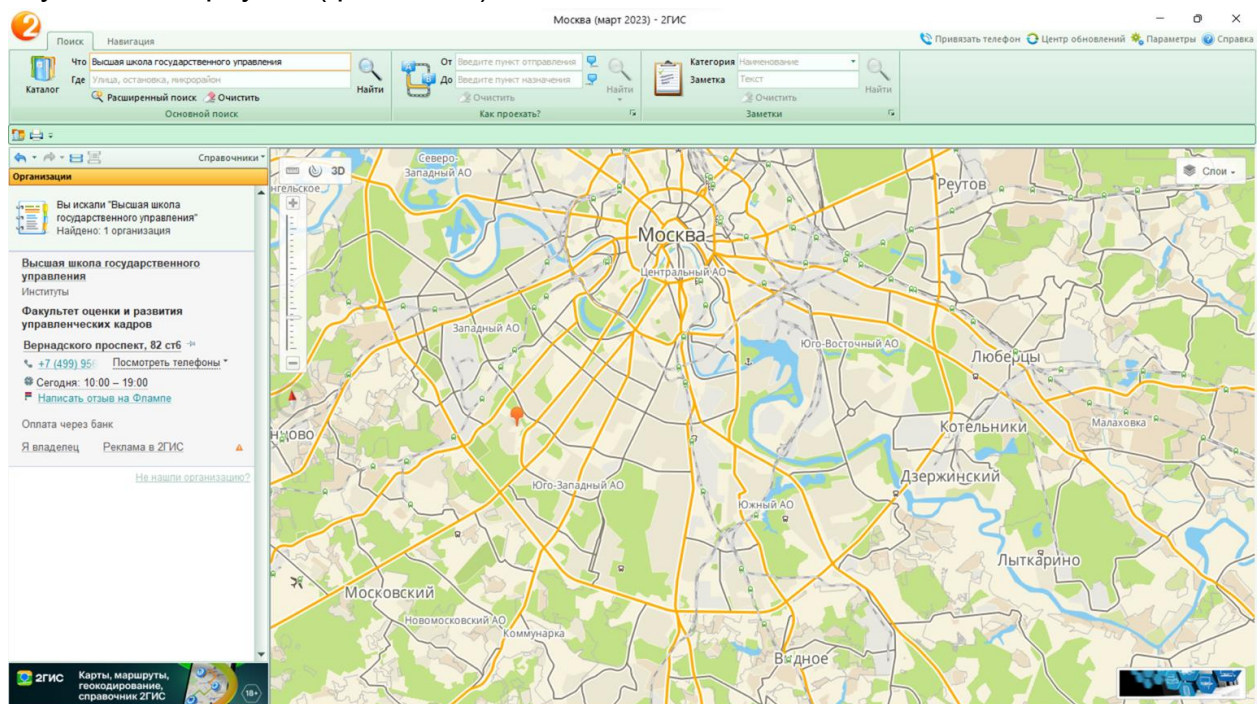 Москва (март 2023) - 2ГИС
Поиск
Навигация
Привязать телефон
Центр обновлений
Параметры
Справка
Каталог
Что
Высшая школа государственного управления
Где
Улица, остановка, микрорайон
Расширенный поиск
Очистить
Найти
Основной поиск
От
Введите пункт отправления
До
Введите пункт назначения
Очистить
Найти
Как проехать?
Категория
Наименование
Заметка
Текст
Очистить
Найти
Заметки
Справочники
Организации
Вы искали "Высшая школа
государственного управления"
Найдено: 1 организация
Высшая школа государственного
управления
Институты
Факультет оценки и развития
управленческих кадров
Вернадского проспект, 82 ст6
+7 (499) 95
Посмотреть телефоны
Сегодня: 10:00 – 19:00
Написать отзыв на Флампе
Оплата через банк
Я владелец
Реклама в 2ГИС
Не нашли организацию?
2ГИС
Карты, маршруты,
геокодирование,
справочник 2ГИС
18+
3D
Слои
Северо-
Западный АО
нгельское
Реутов
Москва
Центральный АО
Западный АО
Юго-Восточный АО
Люберцы
Котельники
Малаховка
Дзержинский
Юго-Западный АО
Южный АО
Лыткарино
Московский
Новомосковский АО
Коммунарка
Видное